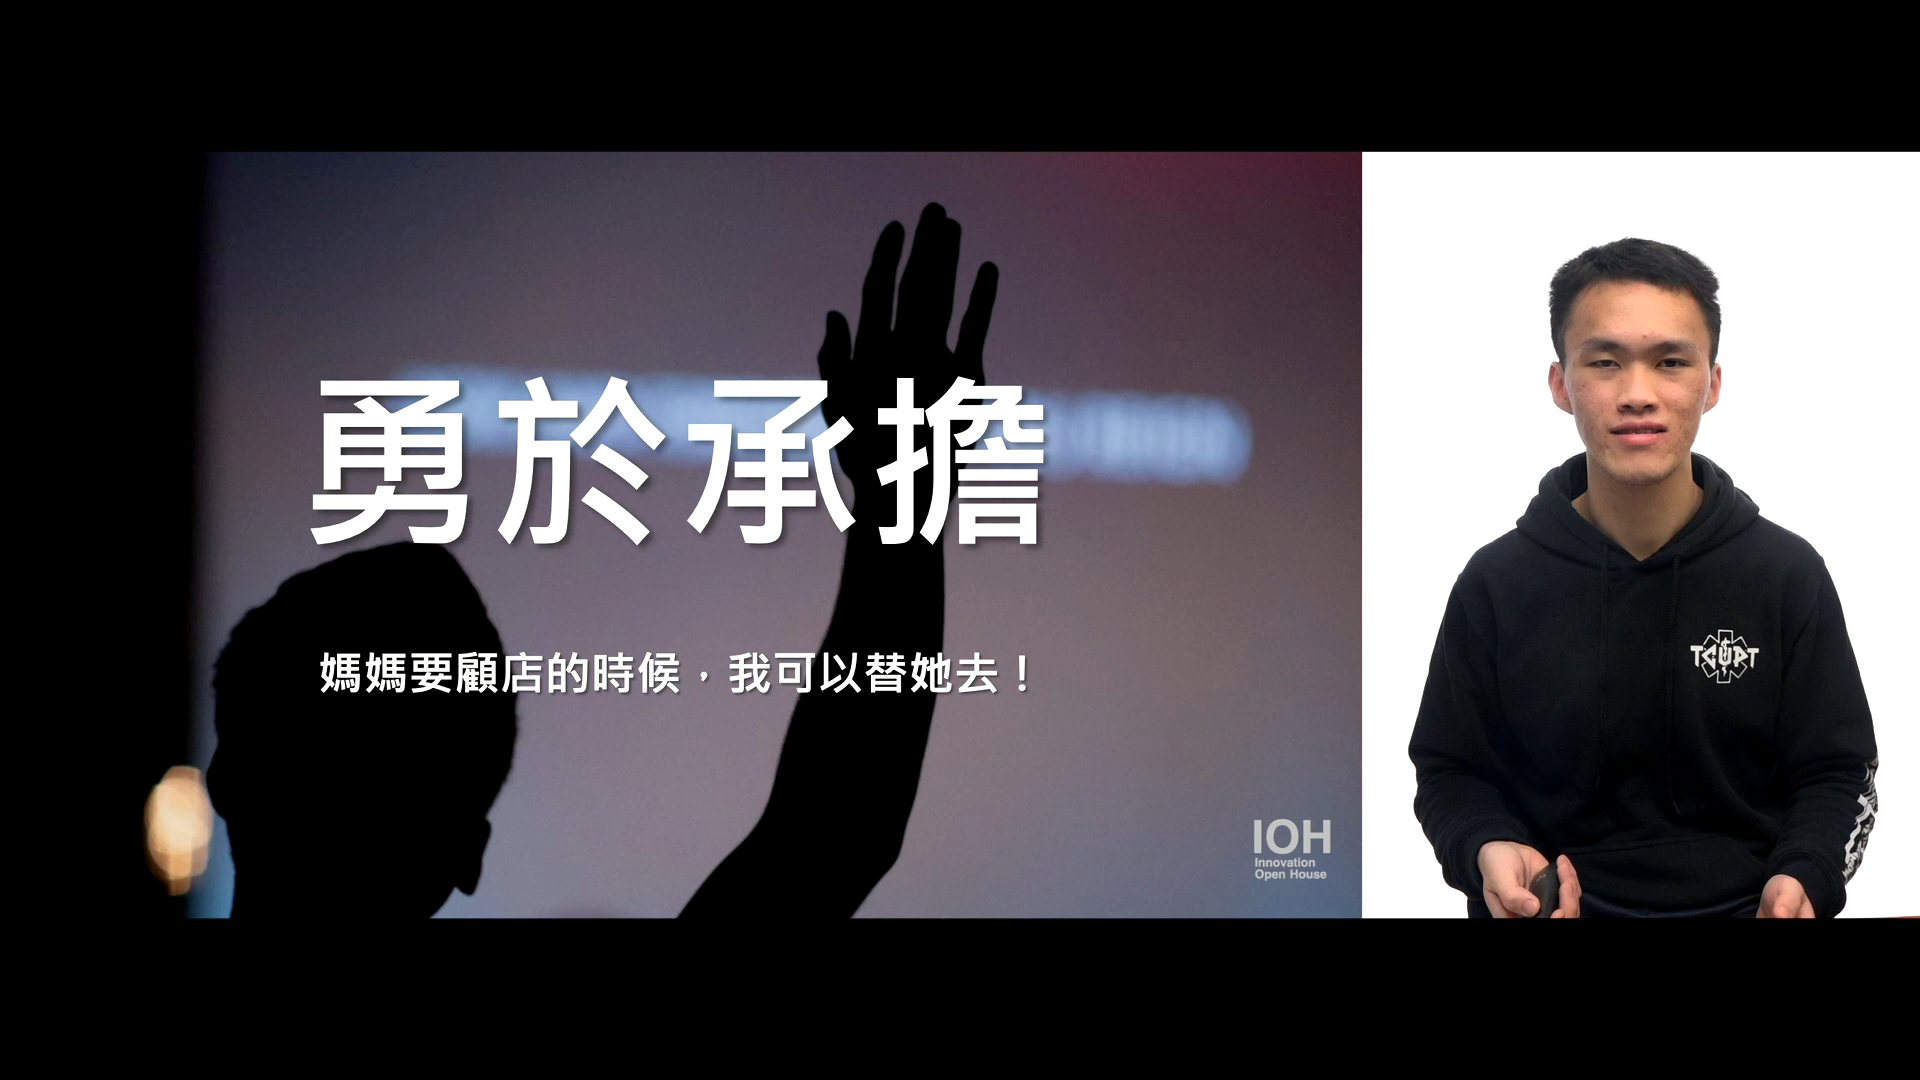 勇於承擔
媽媽要顧店的時候，我可以替她去！
IOH
Innovation
Open House
TCUPT